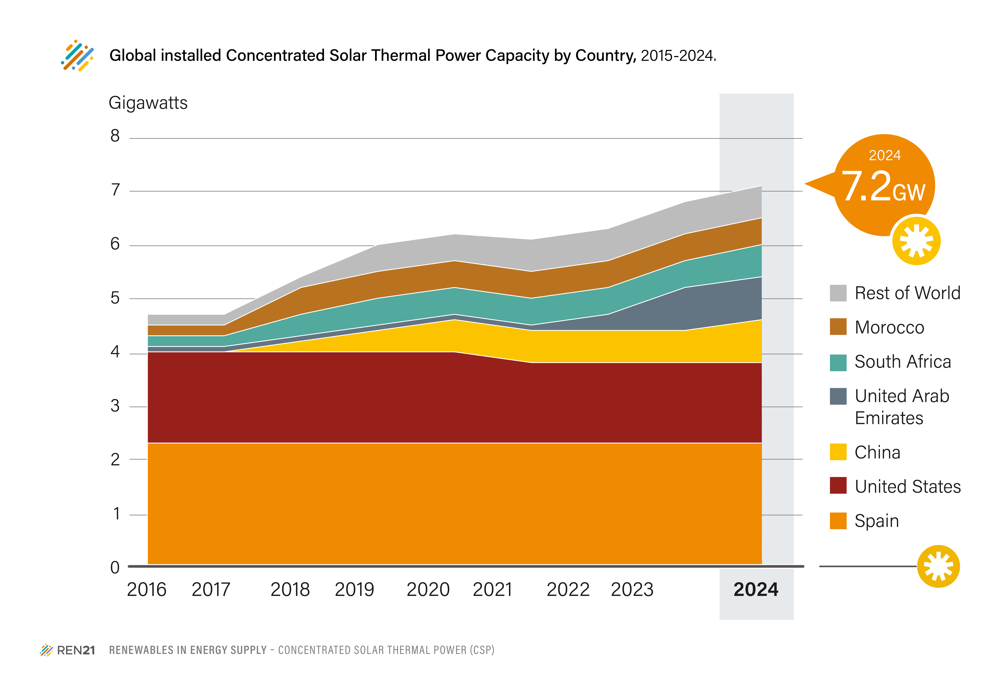 Global installed Concentrated Solar Thermal Power Capacity by Country, 2015-2024.
Gigawatts
8
7
6
5
4
3
2
1
0
2016 2017 2018 2019 2020 2021 2022 2023 2024
2024
7.2GW
Rest of World
Morocco
South Africa
United Arab
Emirates
China
United States
Spain
REN21 RENEWABLES IN ENERGY SUPPLY – CONCENTRATED SOLAR THERMAL POWER (CSP)